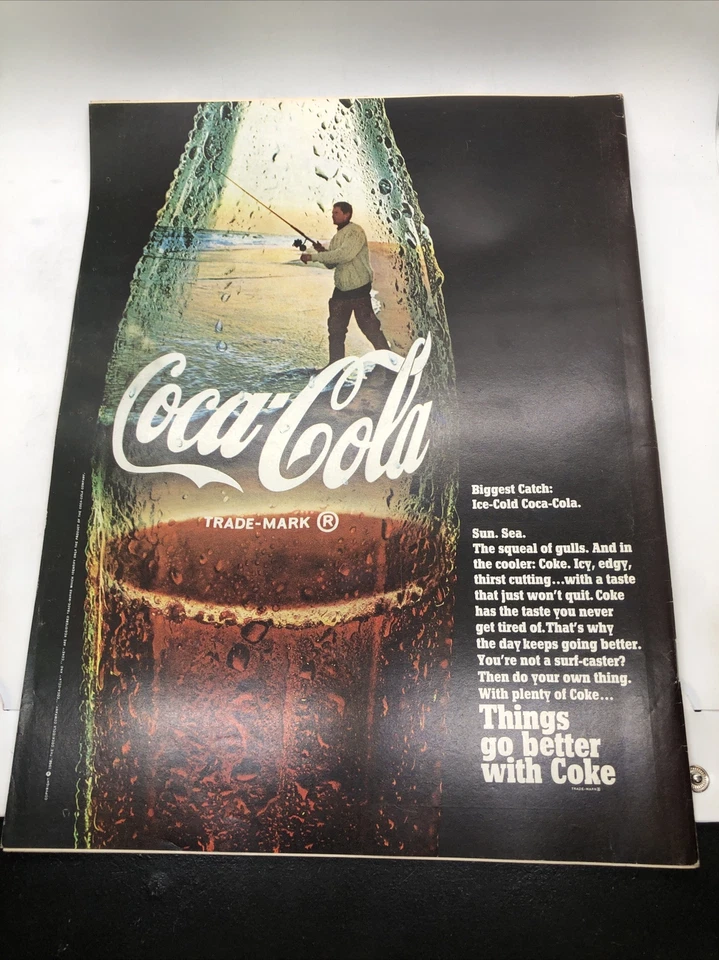 Coca-Cola
TRADE-MARK ®
Biggest Catch:
Ice-Cold Coca-Cola.
Sun. Sea.
The squeal of gulls. And in
the cooler: Coke. Icy, edgy,
thirst cutting...with a taste
that just won't quit. Coke
has the taste you never
get tired of. That's why
the day keeps going better.
You're not a surf-caster?
Then do your own thing.
With plenty of Coke...
Things
go better
with Coke
TRADE-MARK ®